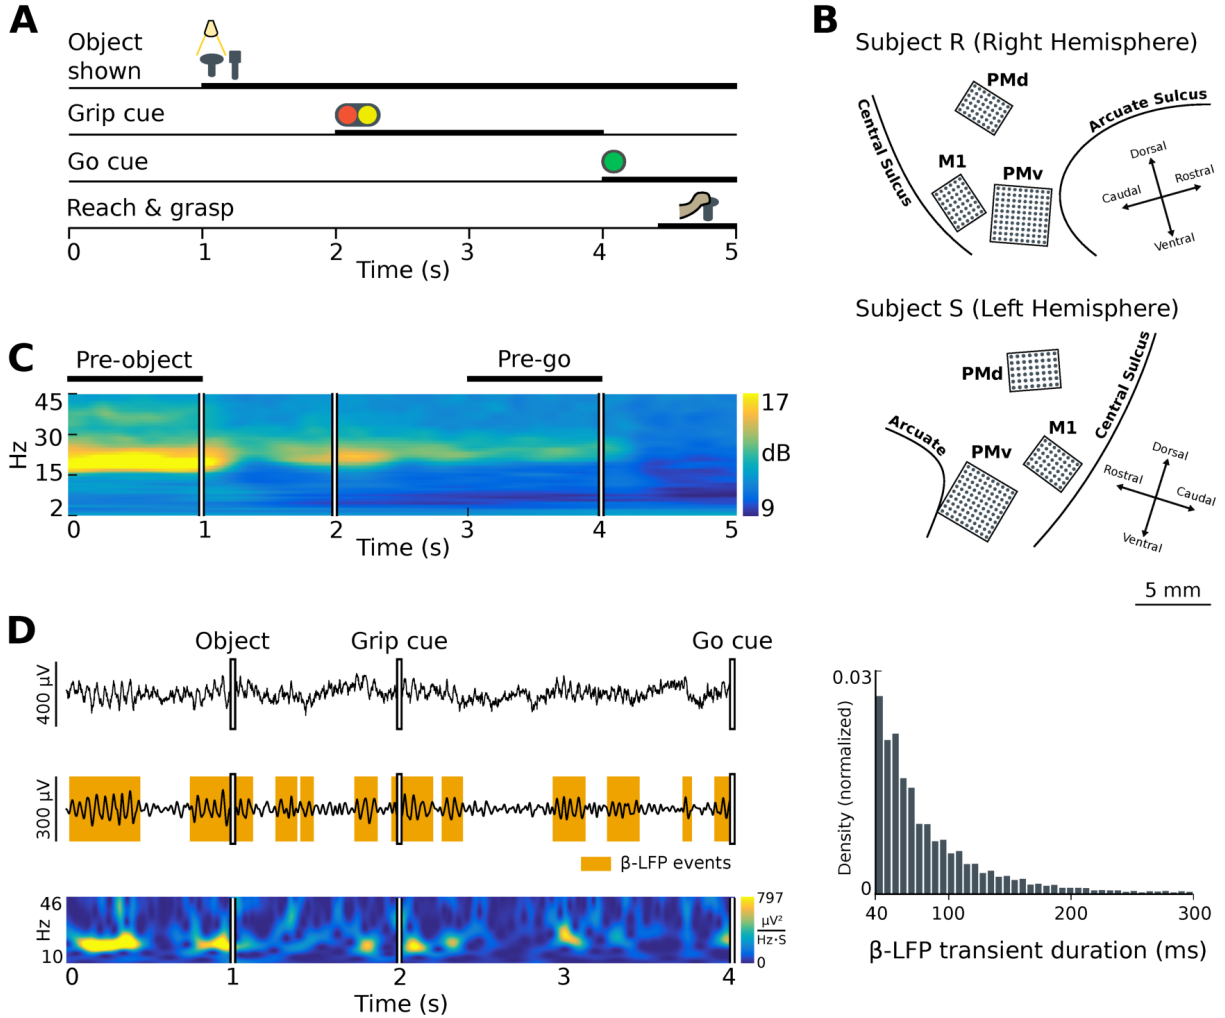 A
Object
shown
Grip cue
Go cue
Reach & grasp
0 1 2 3 4 5
Time (s)
B
Subject R (Right Hemisphere)
PMd
Arcuate Sulcus
Central Sulcus
M1
PMv
Dorsal
Rostral
Caudal
Ventral
Subject S (Left Hemisphere)
PMd
Central Sulcus
Arcuate
M1
PMv
Dorsal
Rostral
Caudal
Ventral
5 mm
C
Pre-object
Pre-go
45
30
15
2
Hz
17
dB
9
0 1 2 3 4 5
Time (s)
D
Object
Grip cue
Go cue
400 μV
300 μV
β-LFP events
46
Hz
10
797
μV²
Hz·S
0
0 1 2 3 4
Time (s)
0.03
Density (normalized)
0
40 100 200 300
β-LFP transient duration (ms)